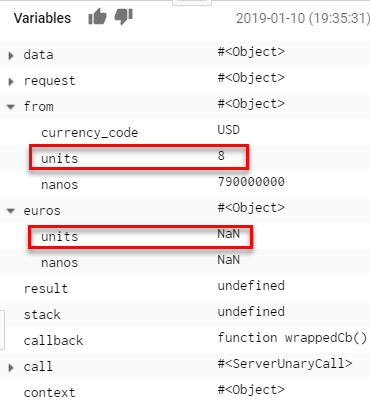 Variables 2019-01-10 (19:35:31)
data #<Object>
request #<Object>
from #<Object>
currency_code USD
units 8
nanos 790000000
euros #<Object>
units NaN
nanos NaN
result undefined
stack undefined
callback function wrappedCb()
call #<ServerUnaryCall>
context #<Object>